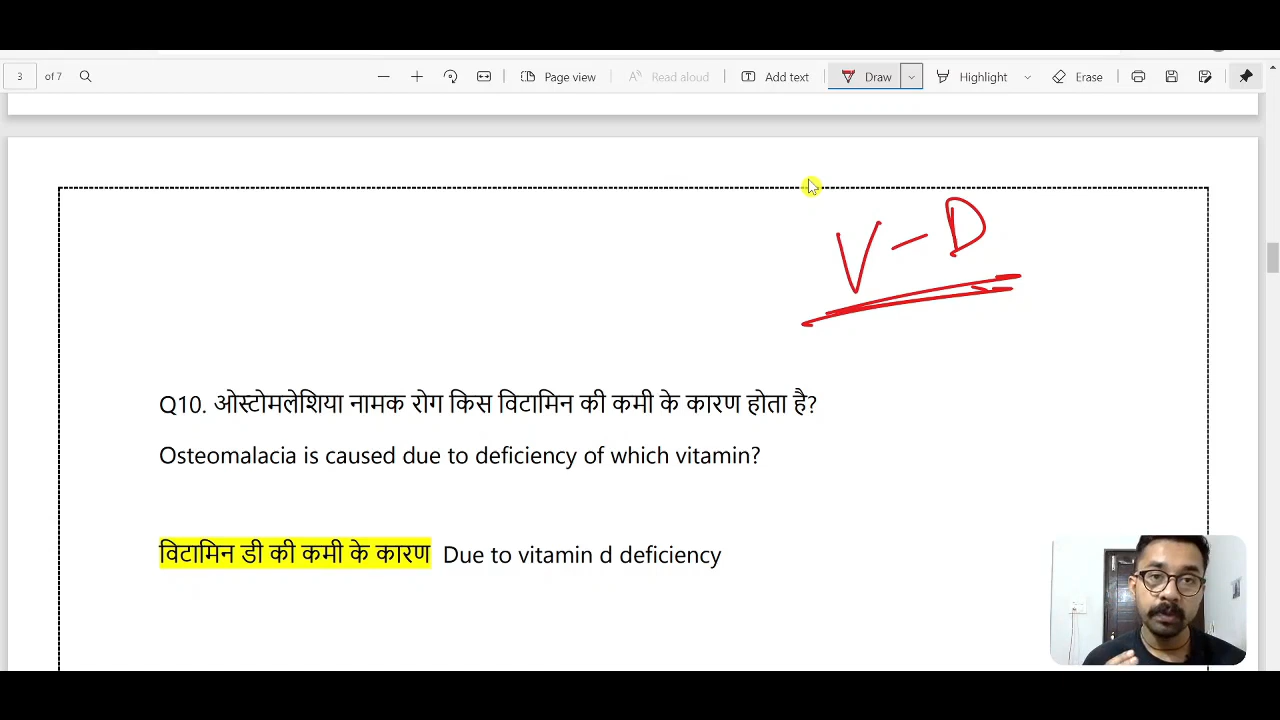 3 of 7 Page view Read aloud Add text Draw Highlight Erase
V - D
Q10. ओस्टोमलेशिया नामक रोग किस विटामिन की कमी के कारण होता है?
Osteomalacia is caused due to deficiency of which vitamin?
विटामिन डी की कमी के कारण Due to vitamin d deficiency